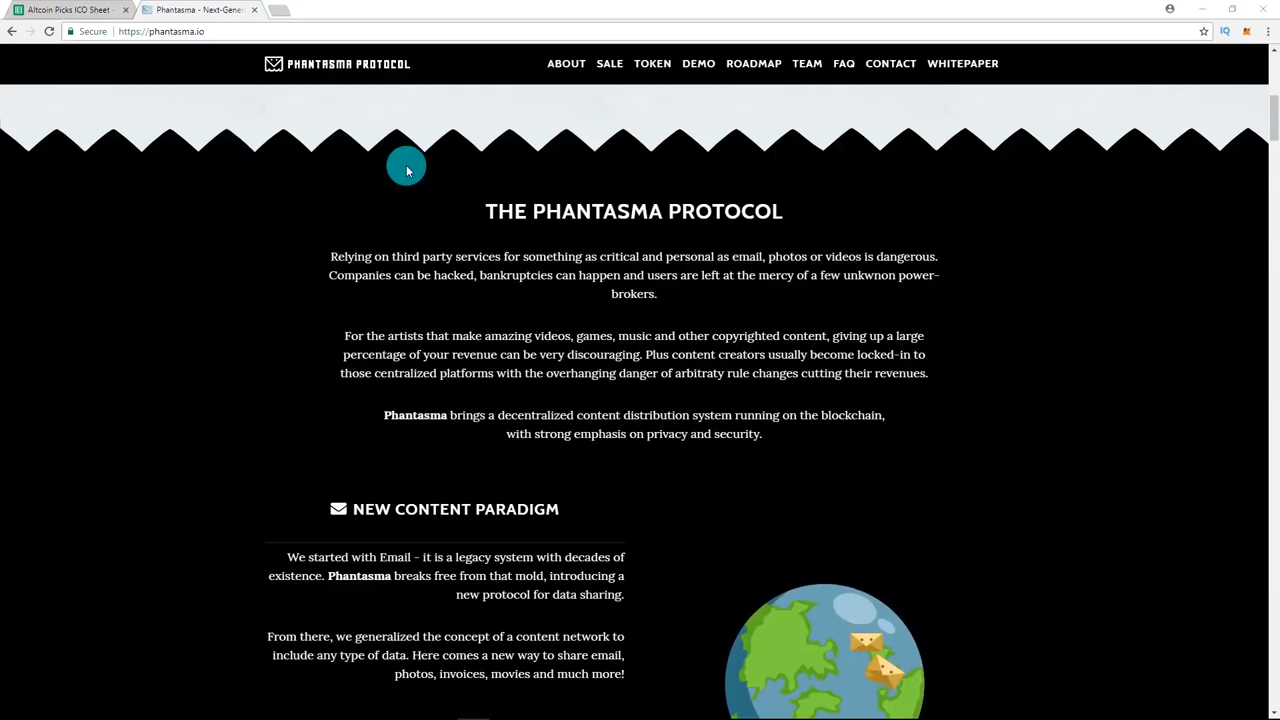 Altcoin Picks ICO Sheet
Phantasma - Next-Gene
Secure
https://phantasma.io
IQ
PHANTASMA PROTOCOL
ABOUT SALE TOKEN DEMO ROADMAP TEAM FAQ CONTACT WHITEPAPER
THE PHANTASMA PROTOCOL
Relying on third party services for something as critical and personal as email, photos or videos is dangerous.
Companies can be hacked, bankruptcies can happen and users are left at the mercy of a few unkwnon power-
brokers.
For the artists that make amazing videos, games, music and other copyrighted content, giving up a large
percentage of your revenue can be very discouraging. Plus content creators usually become locked-in to
those centralized platforms with the overhanging danger of arbitraty rule changes cutting their revenues.
Phantasma brings a decentralized content distribution system running on the blockchain,
with strong emphasis on privacy and security.
NEW CONTENT PARADIGM
We started with Email - it is a legacy system with decades of
existence. Phantasma breaks free from that mold, introducing a
new protocol for data sharing.
From there, we generalized the concept of a content network to
include any type of data. Here comes a new way to share email,
photos, invoices, movies and much more!